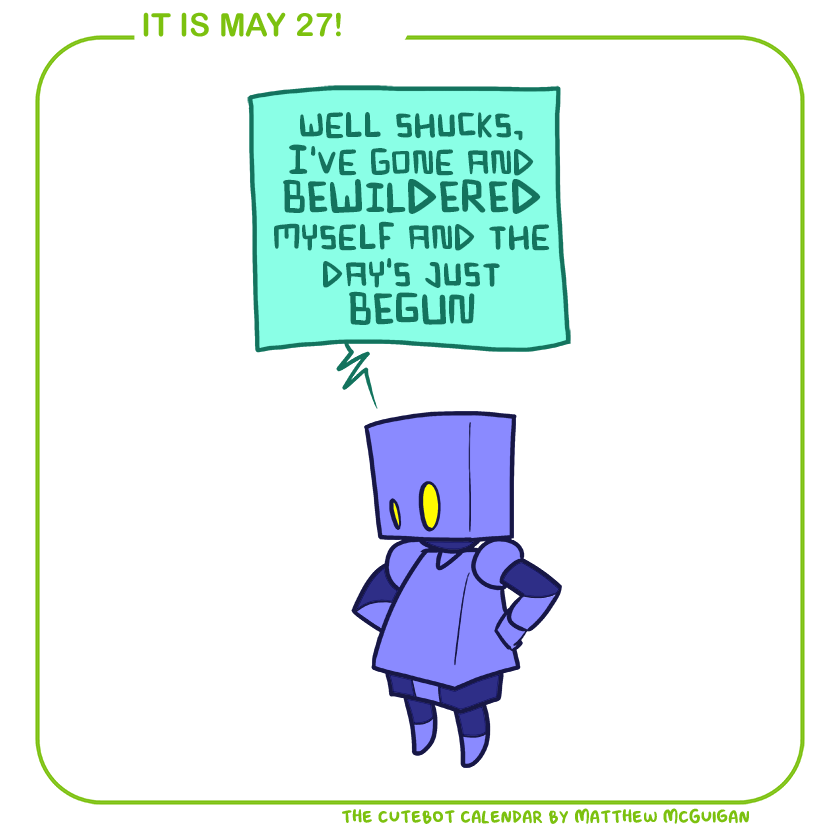 IT IS MAY 27!
WELL SHUCKS,
I'VE GONE AND
BEWILDERED
MYSELF AND THE
DAY'S JUST
BEGUN
THE CUTEBOT CALENDAR BY MATTHEW MCGUIGAN